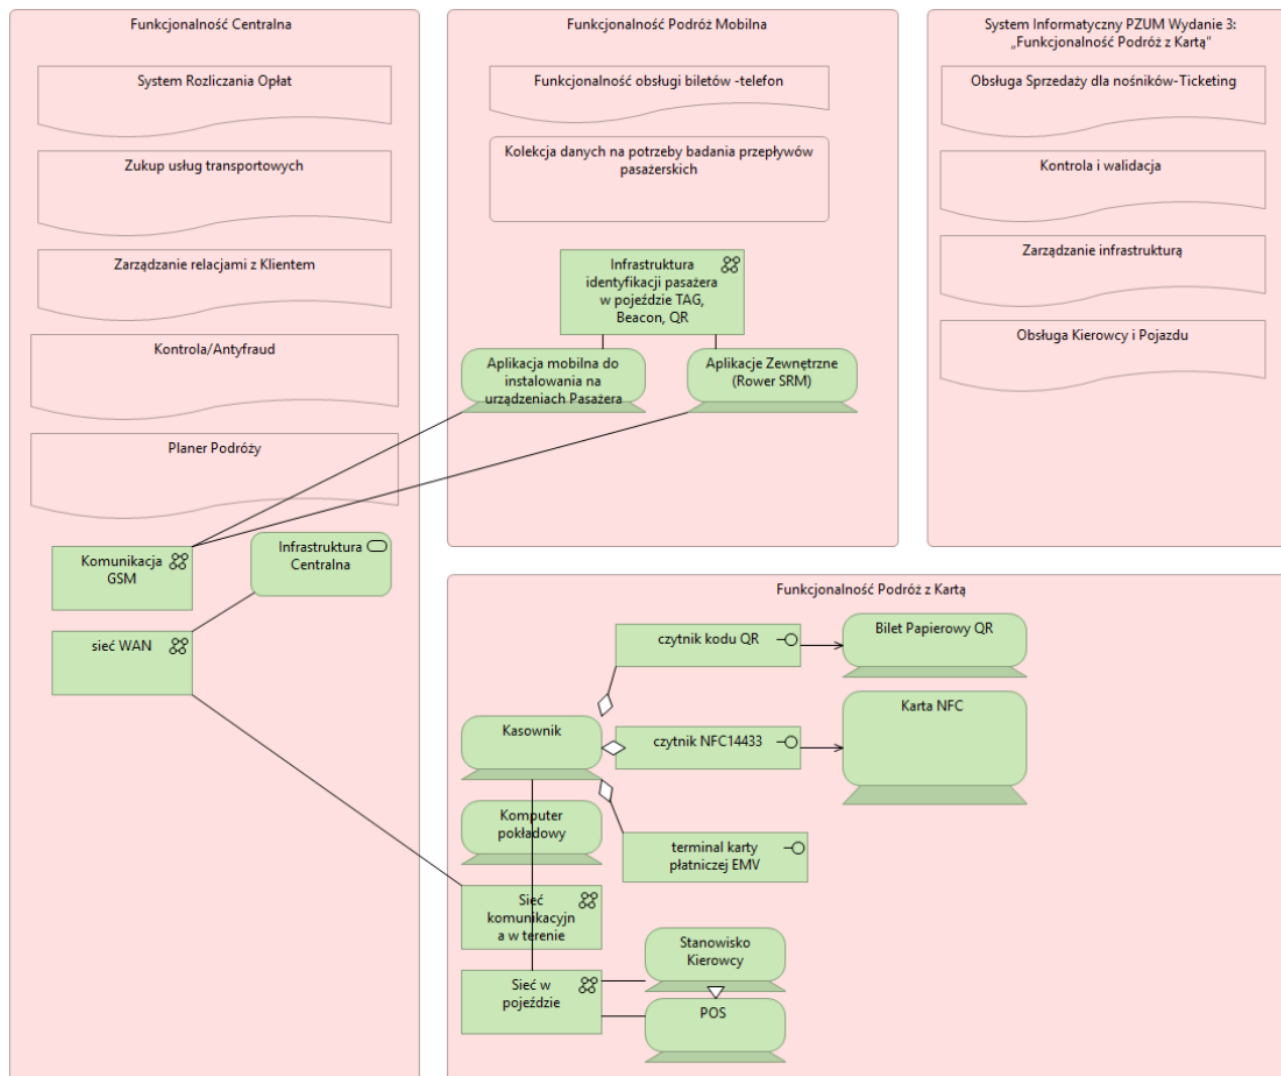 Funkcjonalność Centralna
System Rozliczania Opłat
Zukup usług transportowych
Zarządzanie relacjami z Klientem
Kontrola/Antyfraud
Planer Podróży
Komunikacja
GSM
Infrastruktura
Centralna
sieć WAN
Funkcjonalność Podróż Mobilna
Funkcjonalność obsługi biletów -telefon
Kolekcja danych na potrzeby badania przepływów
pasażerskich
Infrastruktura
identyfikacji pasażera
w pojeździe TAG,
Beacon, QR
Aplikacja mobilna do
instalowania na
urządzeniach Pasażera
Aplikacje Zewnętrzne
(Rower SRM)
System Informatyczny PZUM Wydanie 3:
„Funkcjonalność Podróż z Kartą”
Obsługa Sprzedaży dla nośników-Ticketing
Kontrola i walidacja
Zarządzanie infrastrukturą
Obsługa Kierowcy i Pojazdu
Funkcjonalność Podróż z Kartą
czytnik kodu QR
Bilet Papierowy QR
Kasownik
czytnik NFC14433
Karta NFC
Komputer
pokładowy
terminal karty
płatniczej EMV
Sieć
komunikacyjn
a w terenie
Stanowisko
Kierowcy
Sieć w
pojeździe
POS